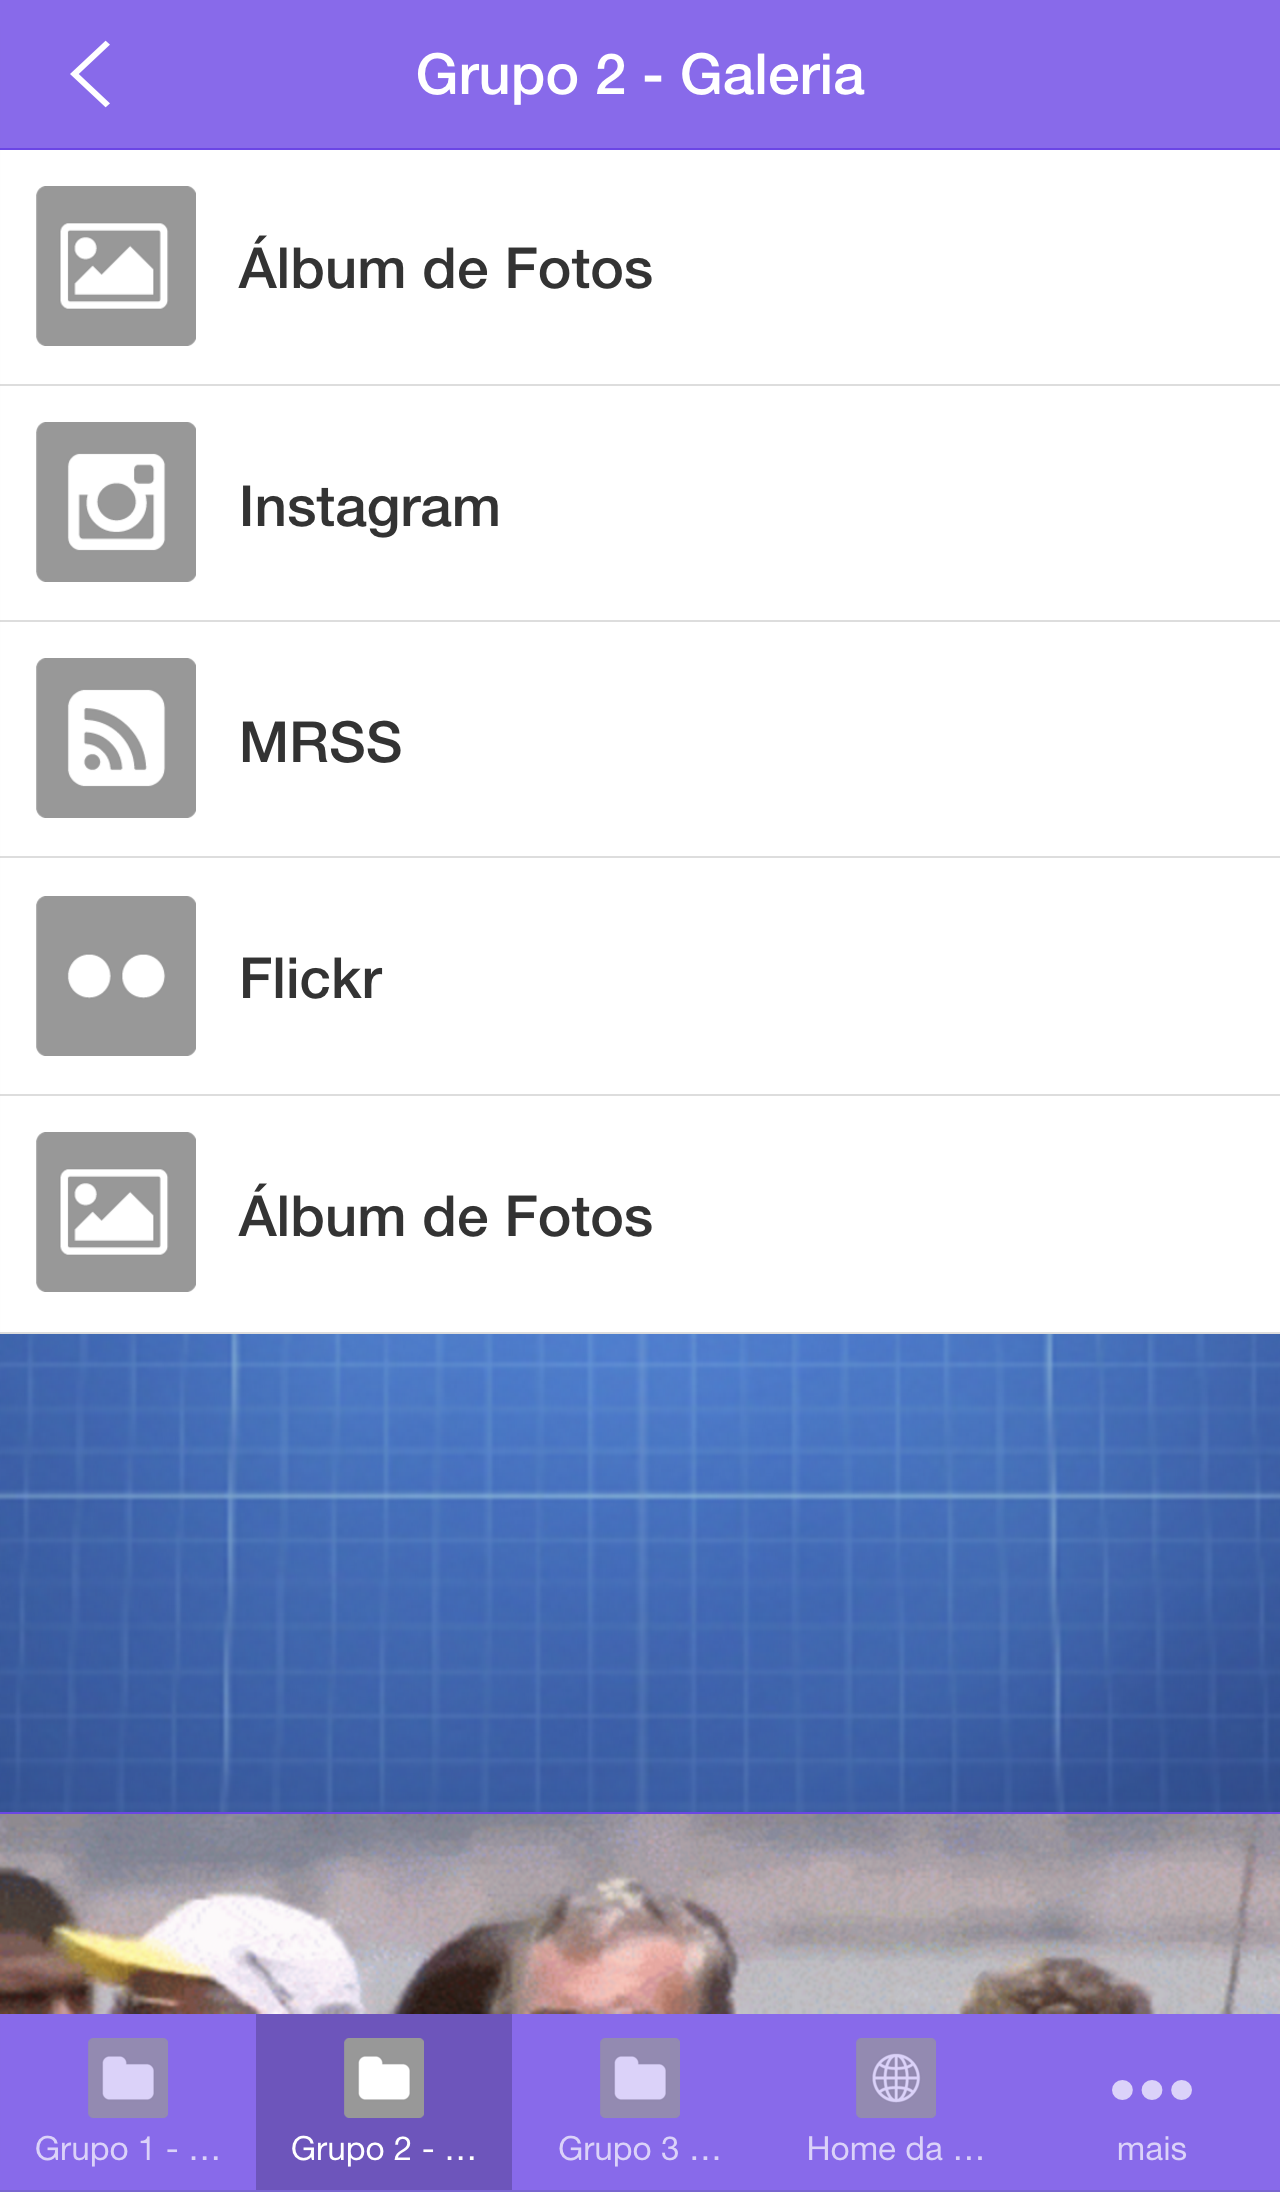 Grupo 2 - Galeria
Álbum de Fotos
Instagram
MRSS
Flickr
Álbum de Fotos
Grupo 1 - ...
Grupo 2 - ...
Grupo 3 ...
Home da ...
mais